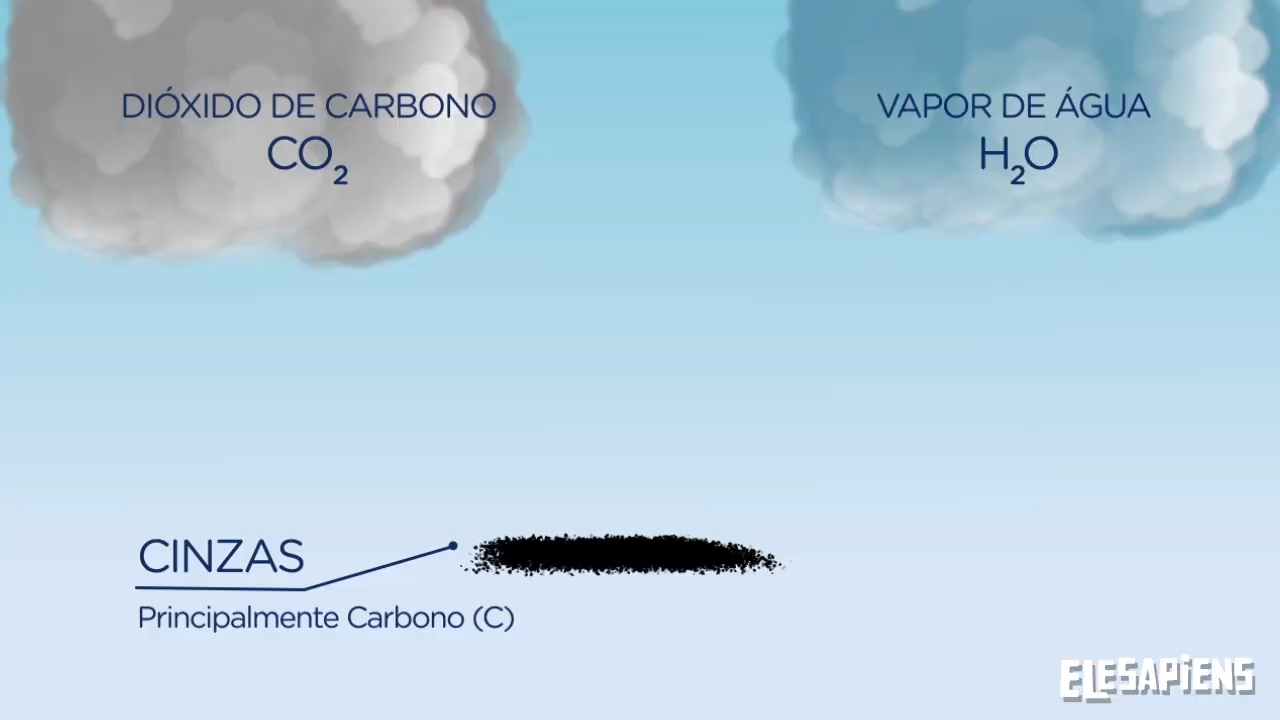 DIÓXIDO DE CARBONO
CO₂
VAPOR DE ÁGUA
H₂O
CINZAS
Principalmente Carbono (C)
ELESAPiENS